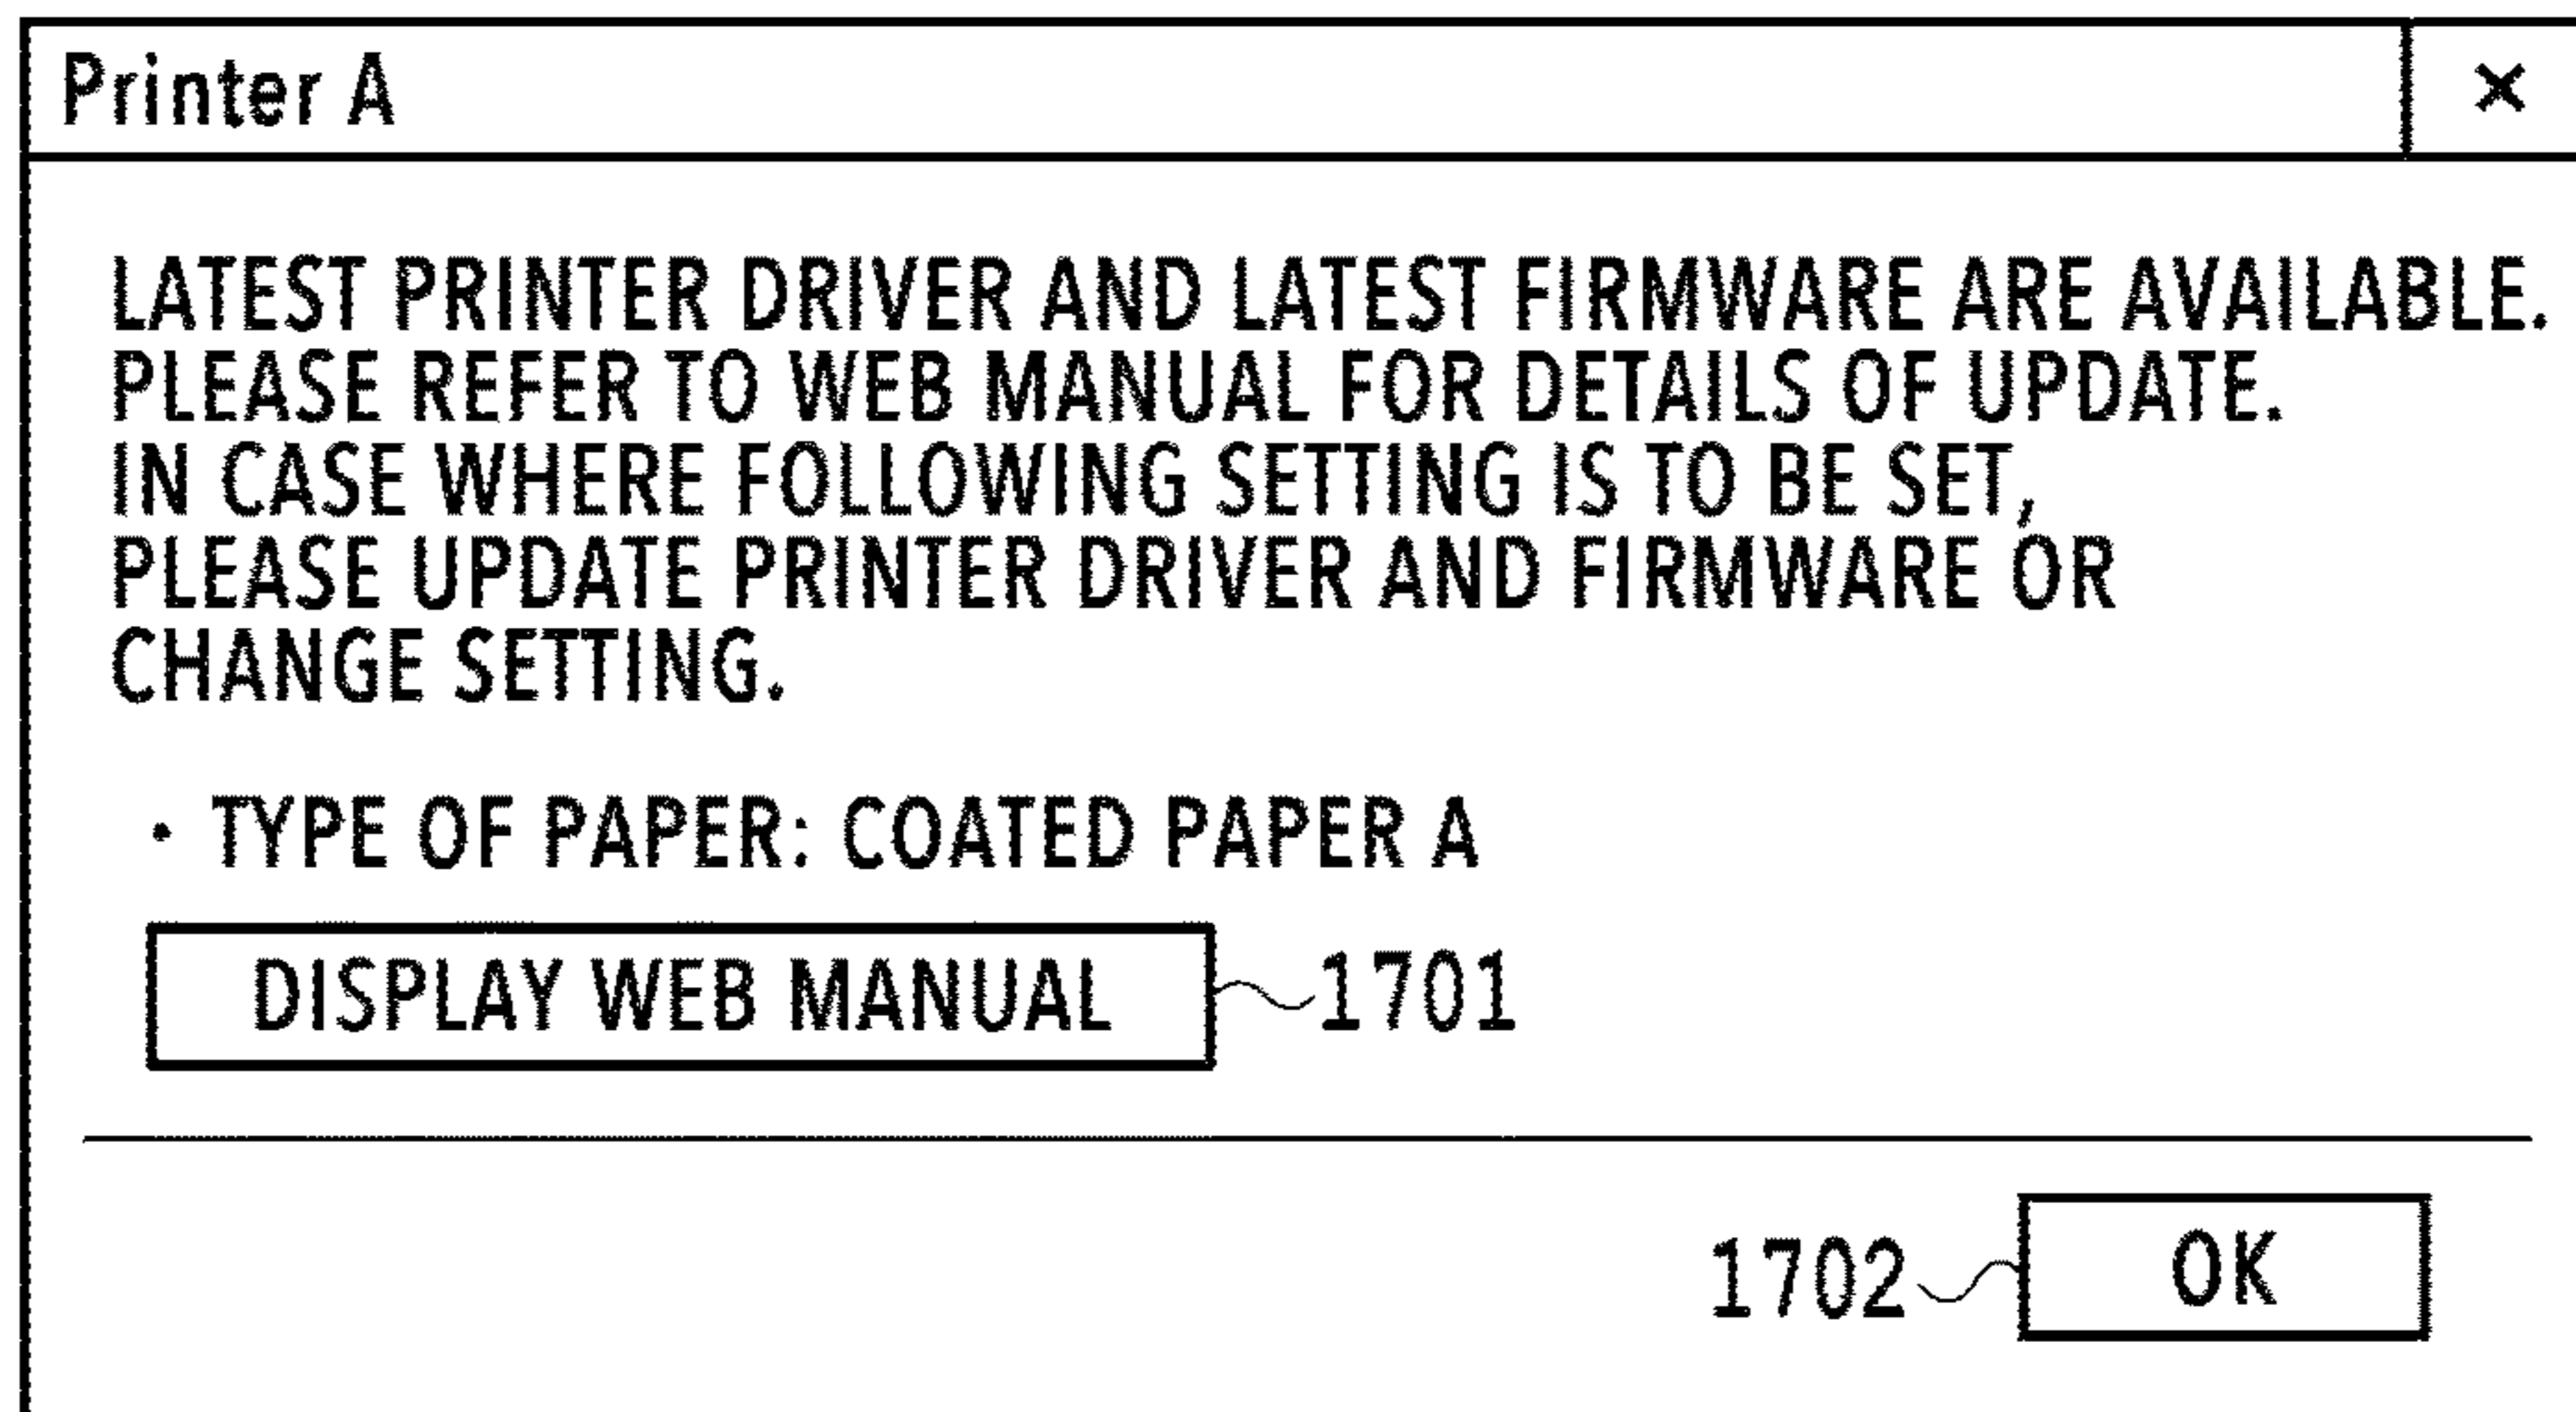 Printer A ×
LATEST PRINTER DRIVER AND LATEST FIRMWARE ARE AVAILABLE.
PLEASE REFER TO WEB MANUAL FOR DETAILS OF UPDATE.
IN CASE WHERE FOLLOWING SETTING IS TO BE SET,
PLEASE UPDATE PRINTER DRIVER AND FIRMWARE OR
CHANGE SETTING.
・TYPE OF PAPER: COATED PAPER A
DISPLAY WEB MANUAL 1701
1702 OK